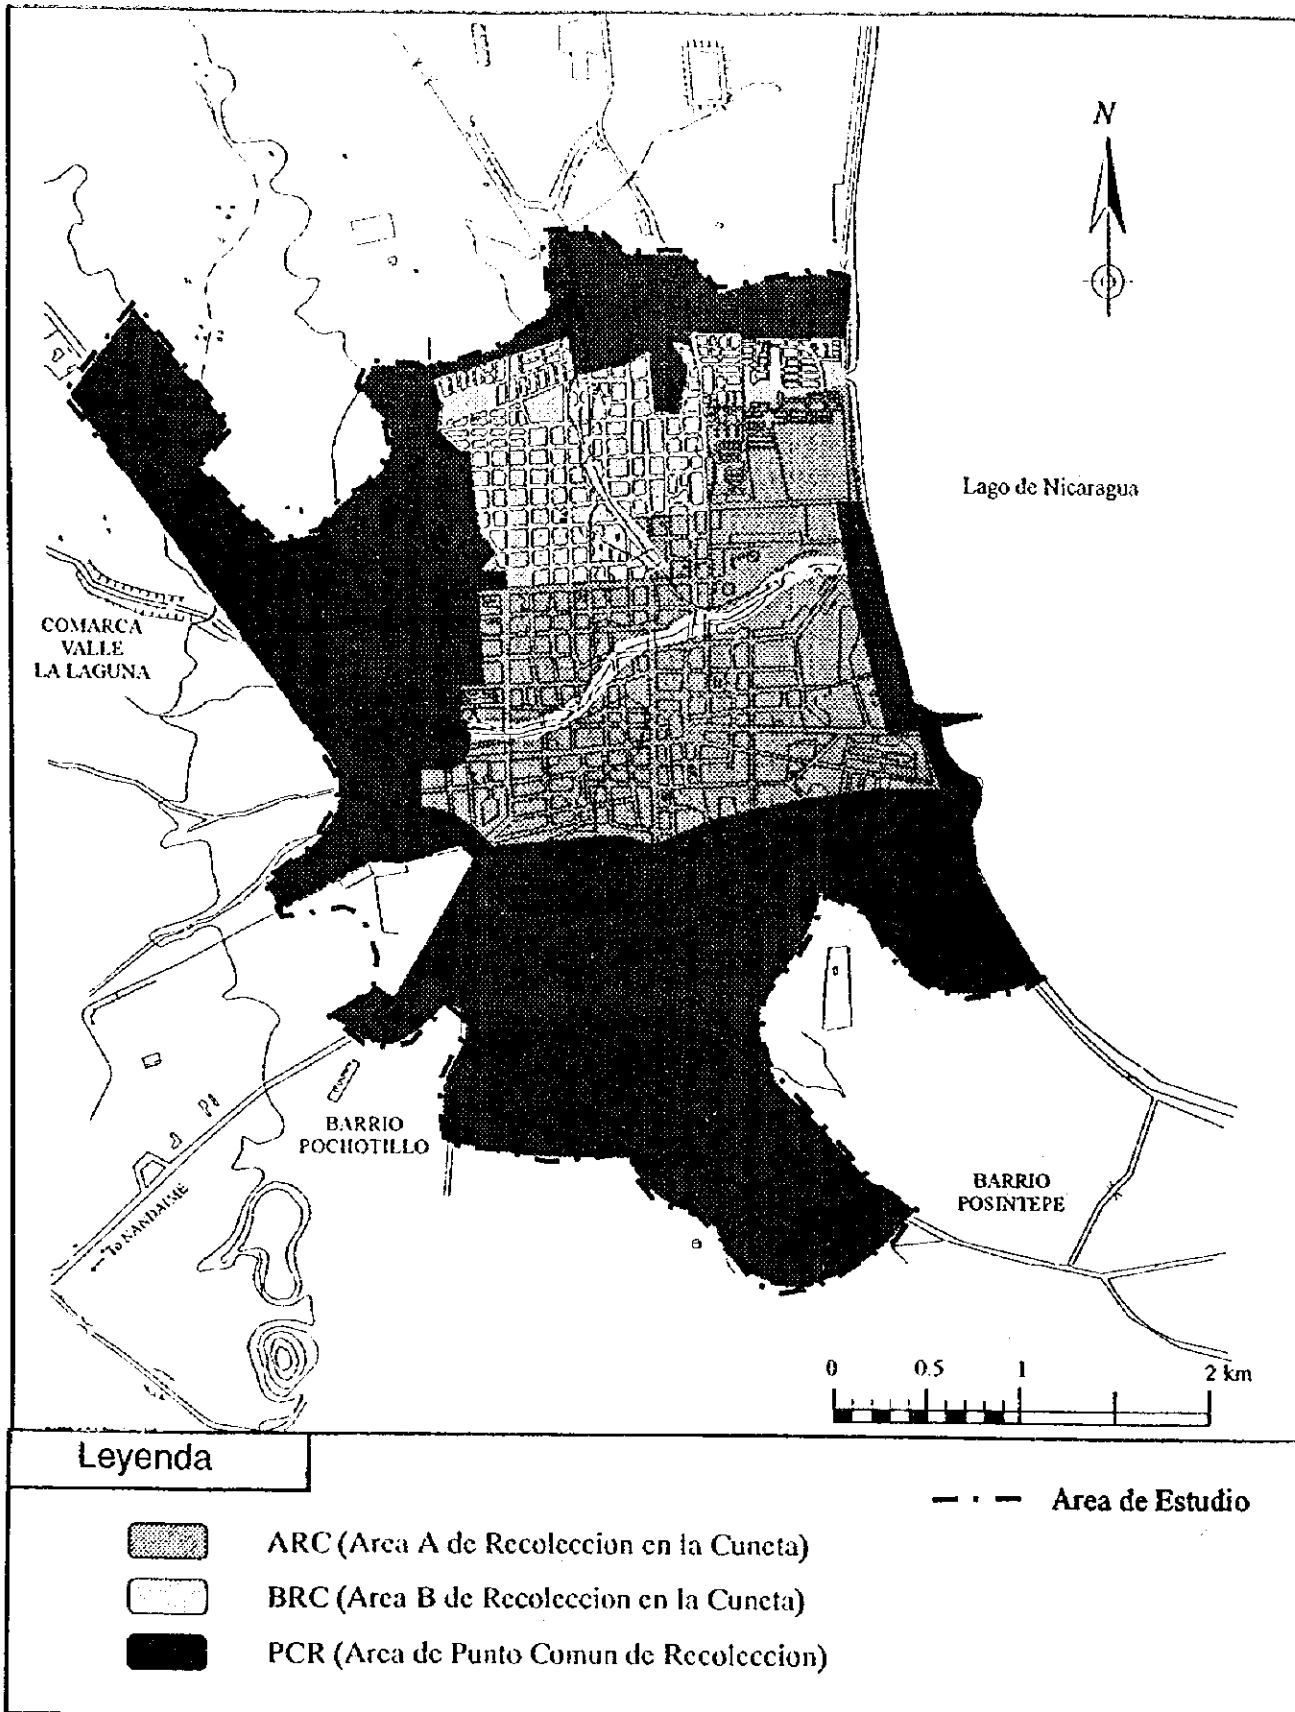 N
Lago de Nicaragua
COMARCA
VALLE
LA LAGUNA
BARRIO
POCHOTILLO
BARRIO
POSINTEPE
To NANDAIME
0 0.5 1 2 km
Leyenda
Area de Estudio
ARC (Area A de Recoleccion en la Cuneta)
BRC (Area B de Recoleccion en la Cuneta)
PCR (Area de Punto Comun de Recoleccion)